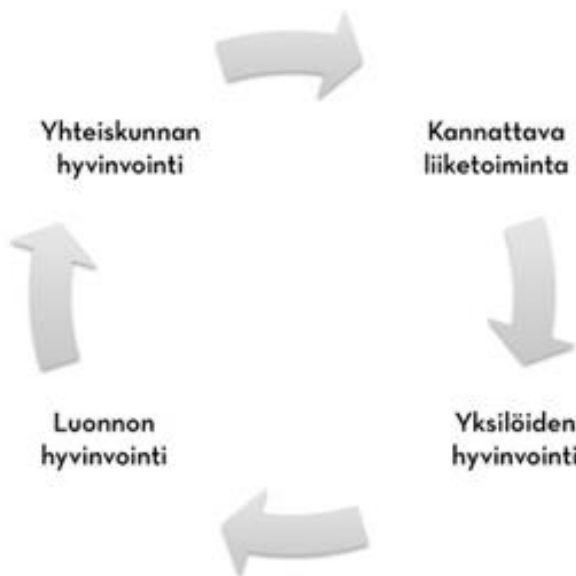 Yhteiskunnan
hyvinvointi
Kannattava
liiketoiminta
Luonnon
hyvinvointi
Yksilöiden
hyvinvointi